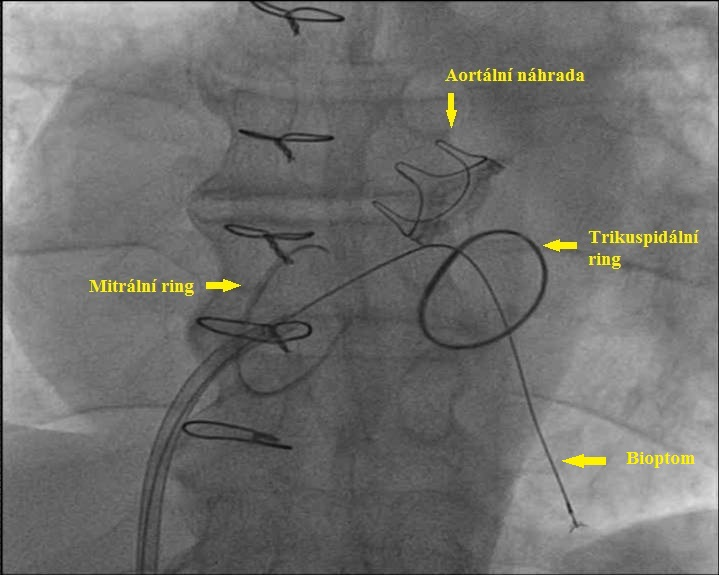 Aortální náhrada
Trikuspidální
ring
Mitrální ring
Bioptom